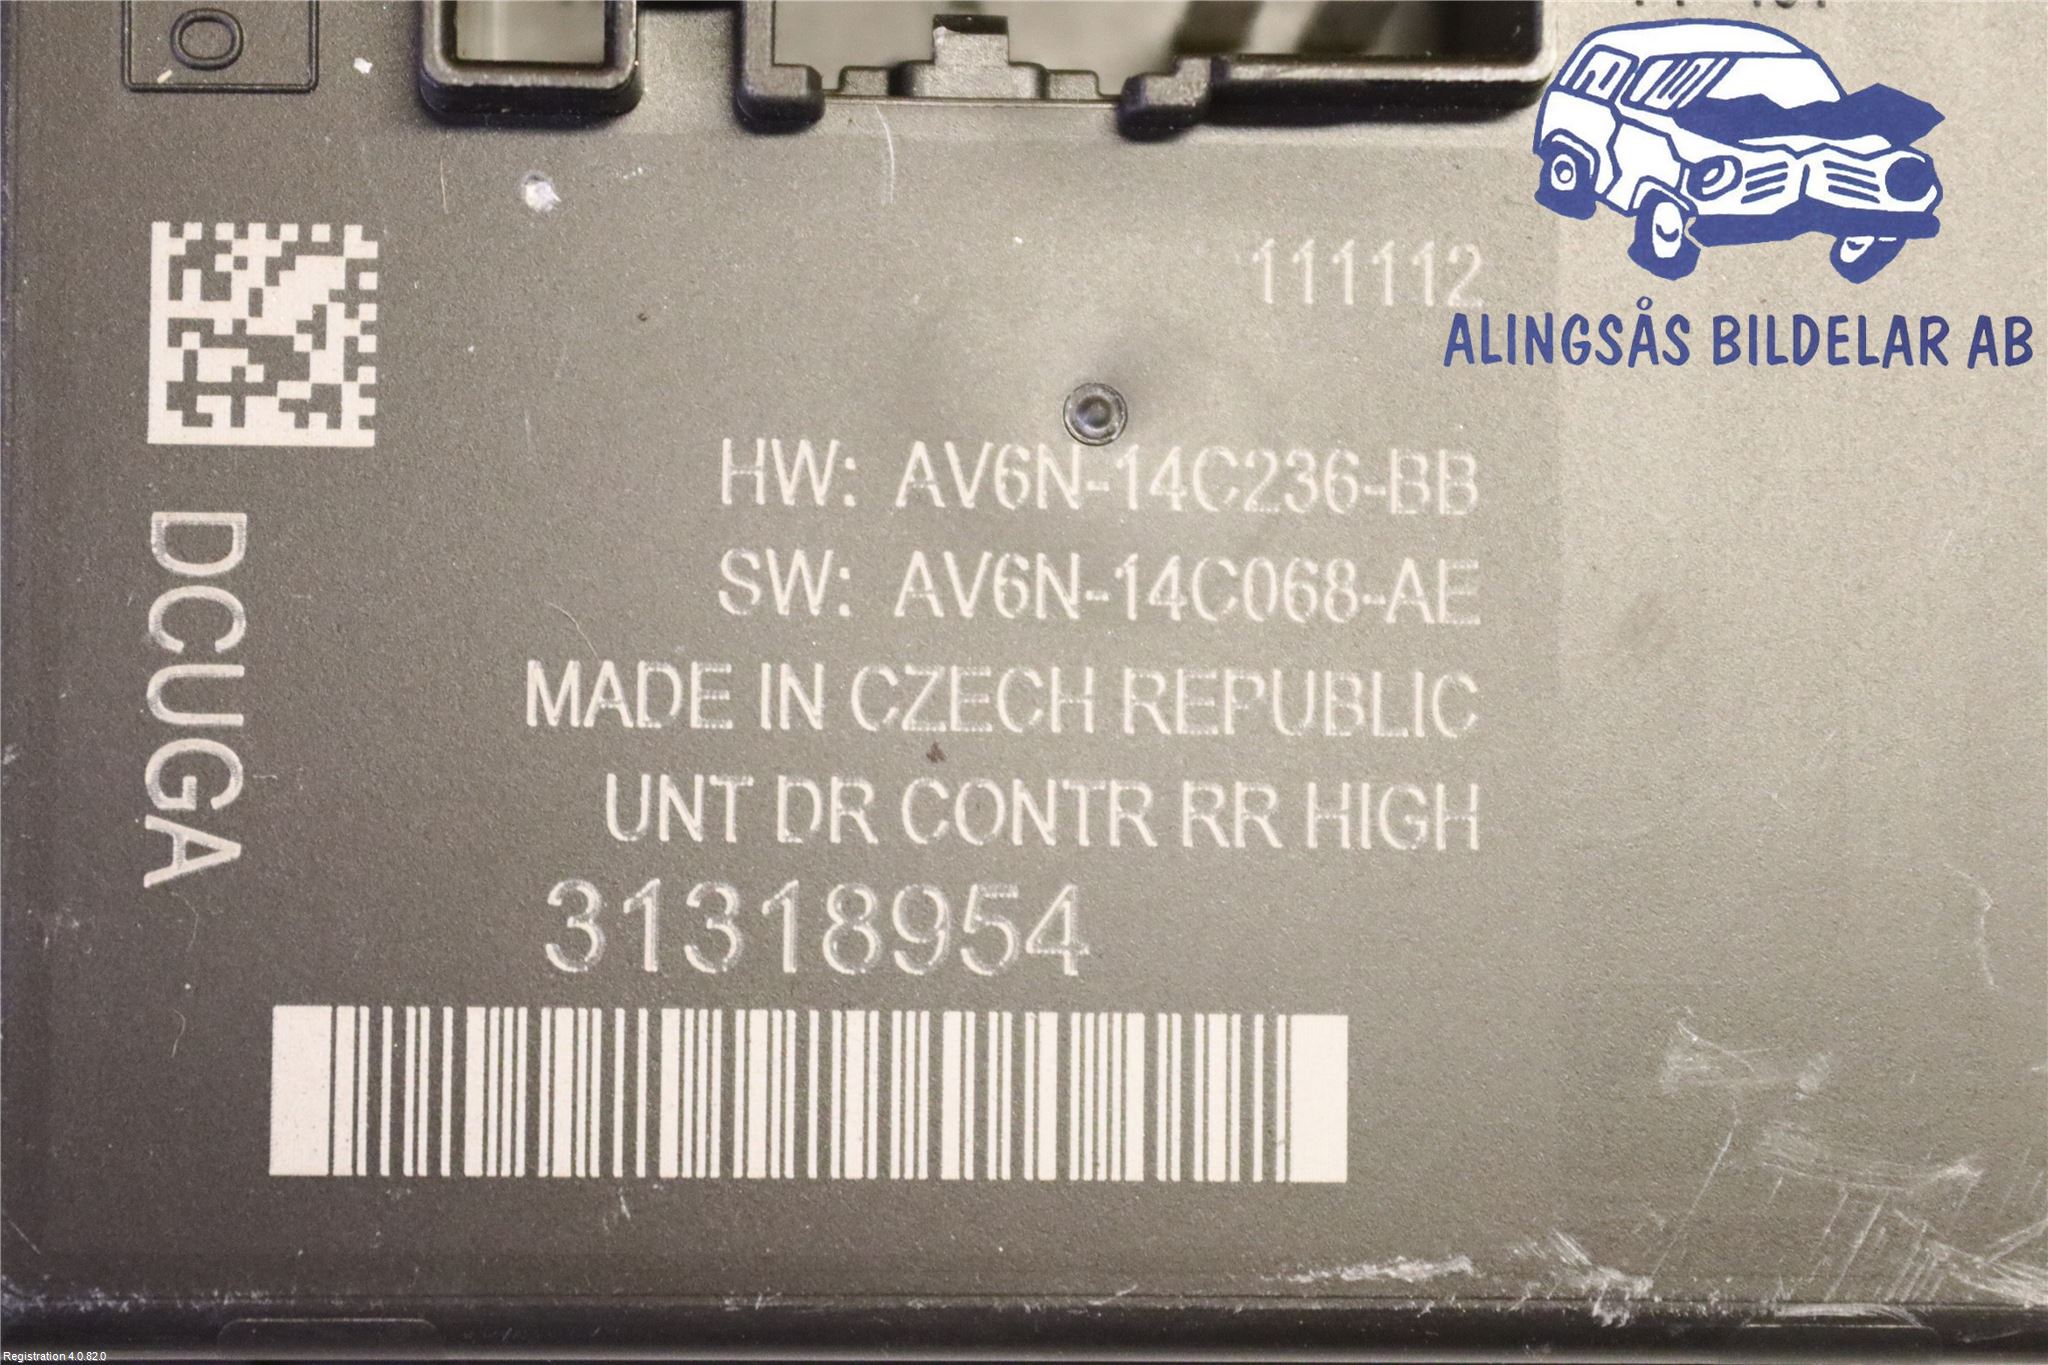 ALINGSÅS BILDELAR AB
111112
HW: AV6N-14C236-BB
SW: AV6N-14C068-AE
MADE IN CZECH REPUBLIC
UNT DR CONTR RR HIGH
31318954
DCUGA
Registration 4.0.82.0